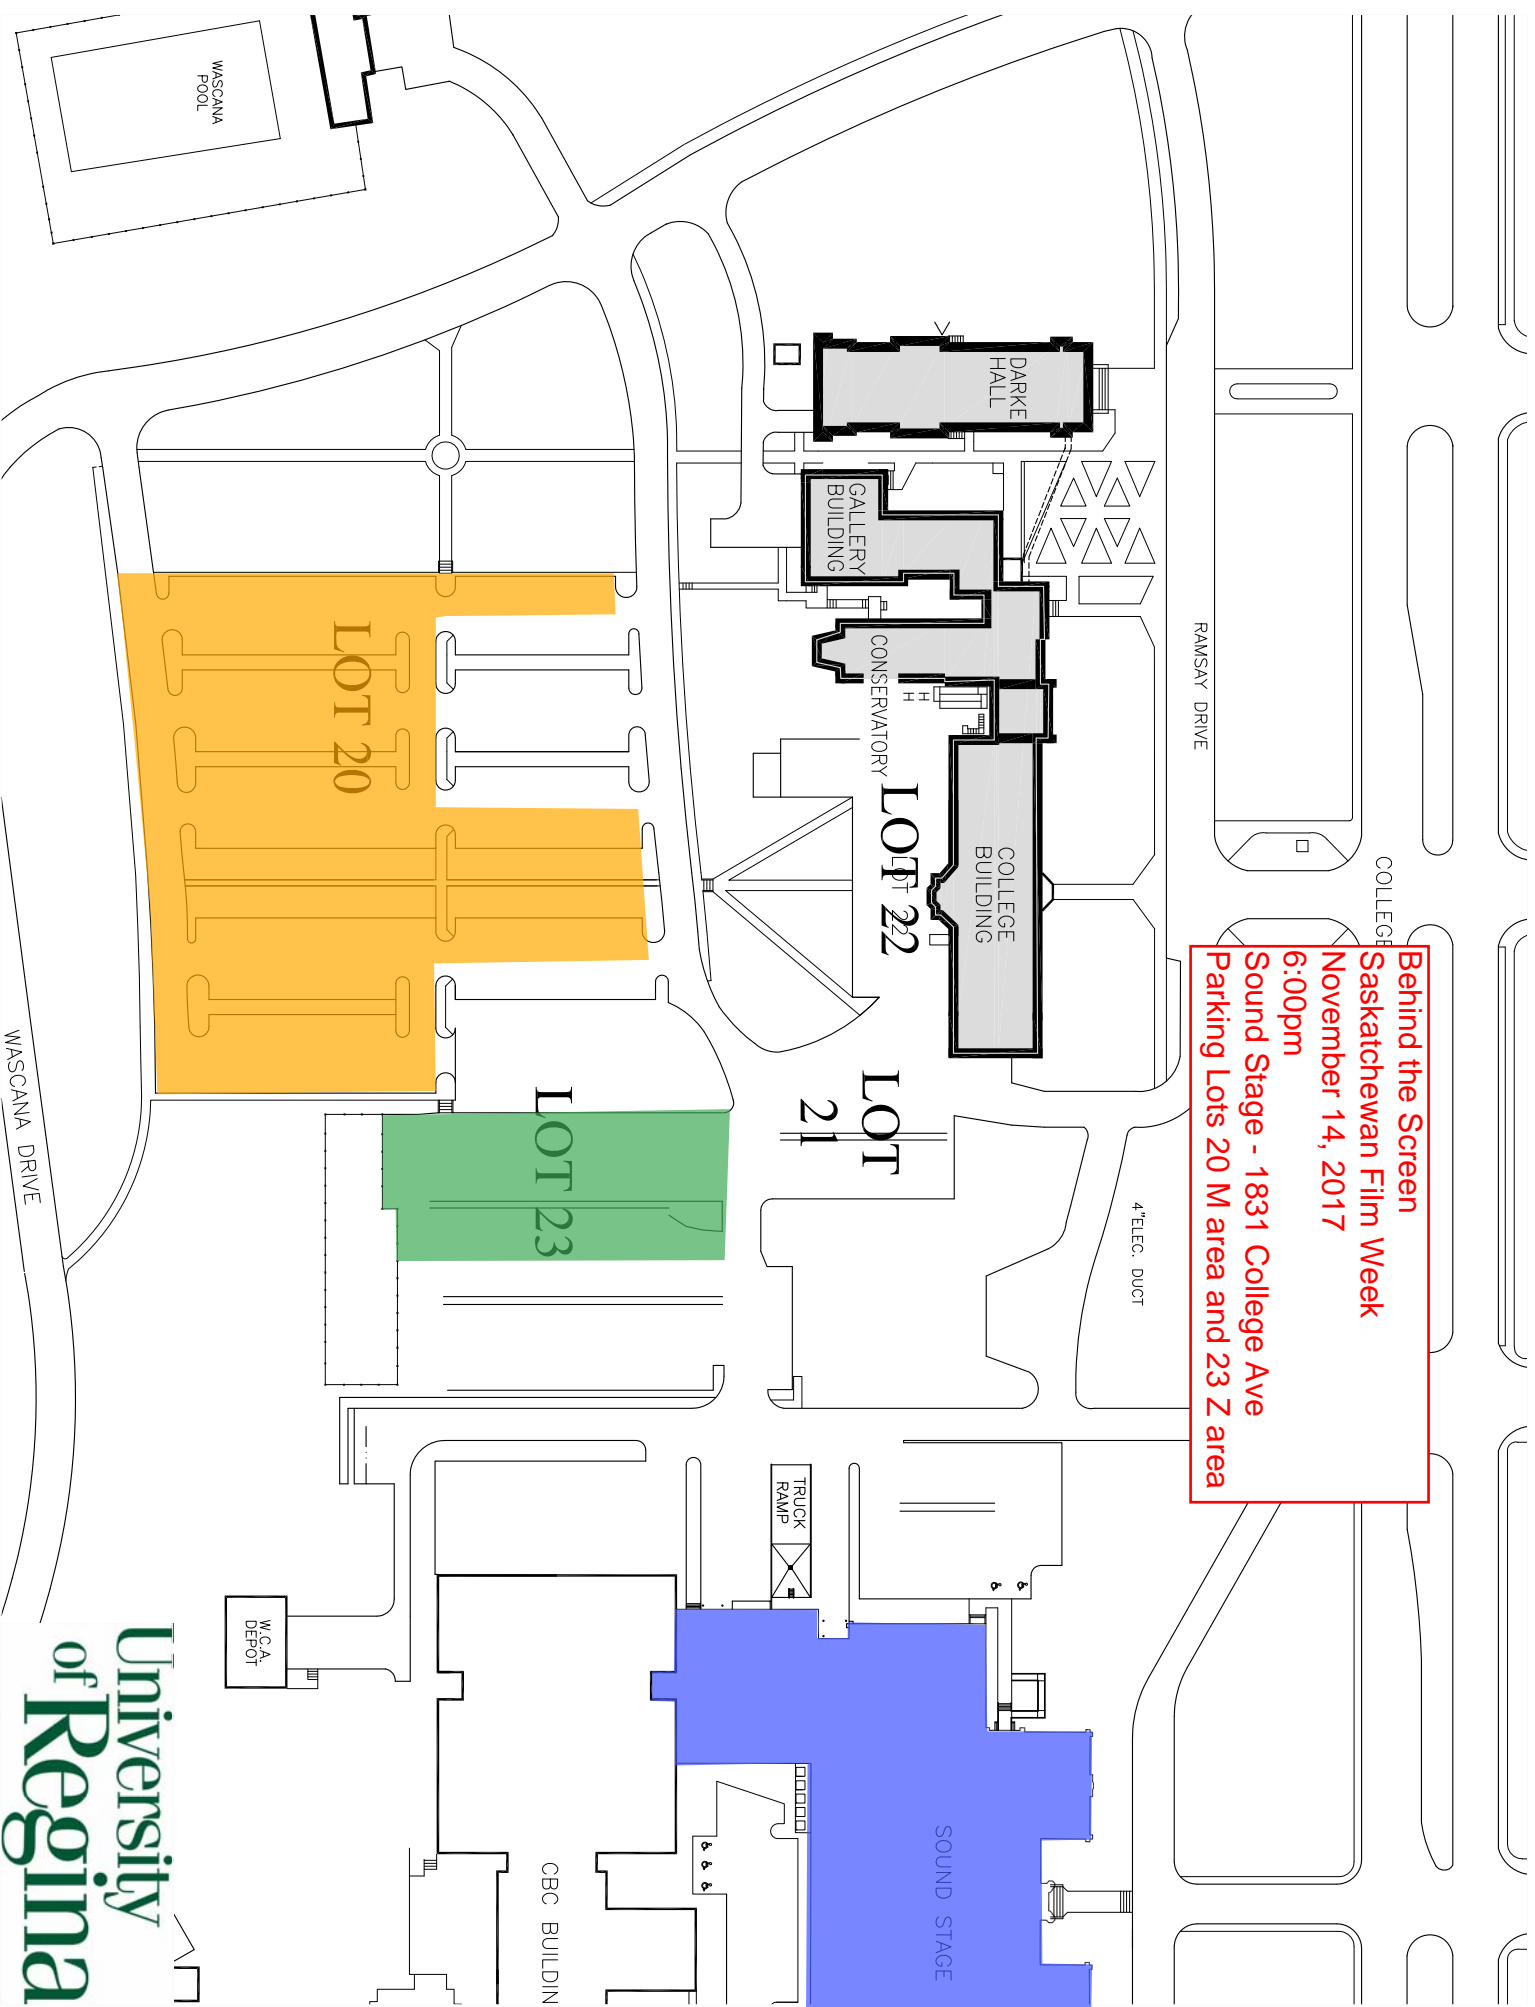 Behind the Screen
Saskatchewan Film Week
November 14, 2017
6:00pm
Sound Stage - 1831 College Ave
Parking Lots 20 M area and 23 Z area
COLLEGE
RAMSAY DRIVE
4"ELEC. DUCT
DARKE
HALL
GALLERY
BUILDING
CONSERVATORY
H
H
COLLEGE
BUILDING
LOT 22
LOT 22
LOT
21
LOT 20
LOT 23
TRUCK
RAMP
SOUND STAGE
CBC BUILDIN
W.C.A.
DEPOT
WASCANA
POOL
WASCANA DRIVE
University
of Regina